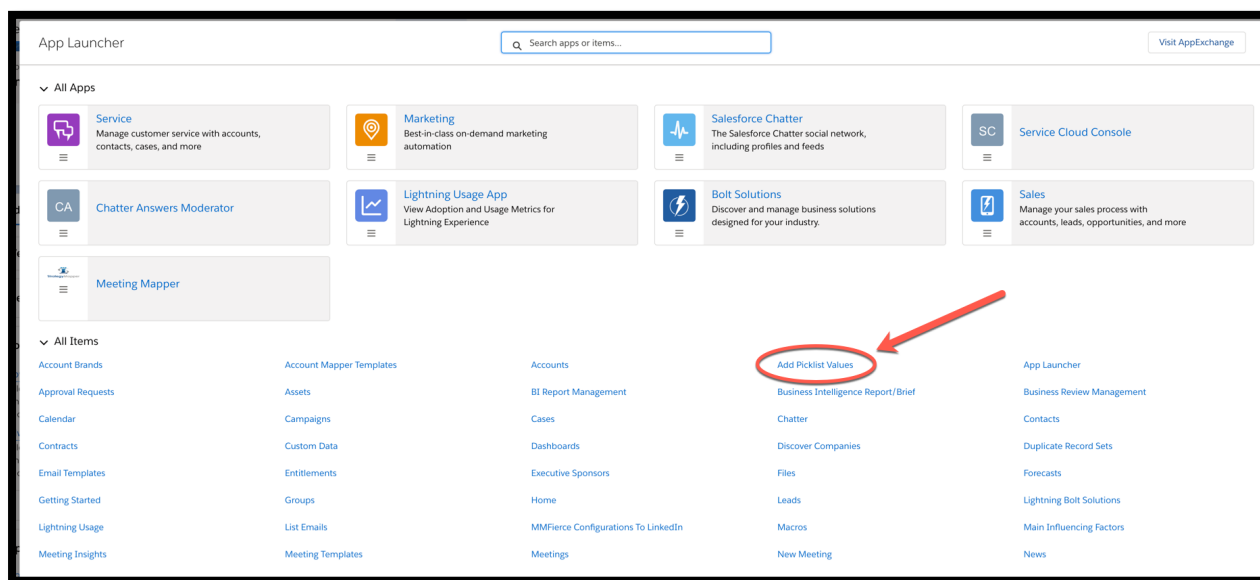 App Launcher
Search apps or items...
Visit AppExchange
All Apps
Service
Manage customer service with accounts,
contacts, cases, and more
Marketing
Best-in-class on-demand marketing
automation
Salesforce Chatter
The Salesforce Chatter social network,
including profiles and feeds
SC
Service Cloud Console
CA
Chatter Answers Moderator
Lightning Usage App
View Adoption and Usage Metrics for
Lightning Experience
Bolt Solutions
Discover and manage business solutions
designed for your industry.
Sales
Manage your sales process with
accounts, leads, opportunities, and more
Meeting Mapper
All Items
Account Brands Account Mapper Templates Accounts Add Picklist Values App Launcher
Approval Requests Assets BI Report Management Business Intelligence Report/Brief Business Review Management
Calendar Campaigns Cases Chatter Contacts
Contracts Custom Data Dashboards Discover Companies Duplicate Record Sets
Email Templates Entitlements Executive Sponsors Files Forecasts
Getting Started Groups Home Leads Lightning Bolt Solutions
Lightning Usage List Emails MMFierce Configurations To LinkedIn Macros Main Influencing Factors
Meeting Insights Meeting Templates Meetings New Meeting News